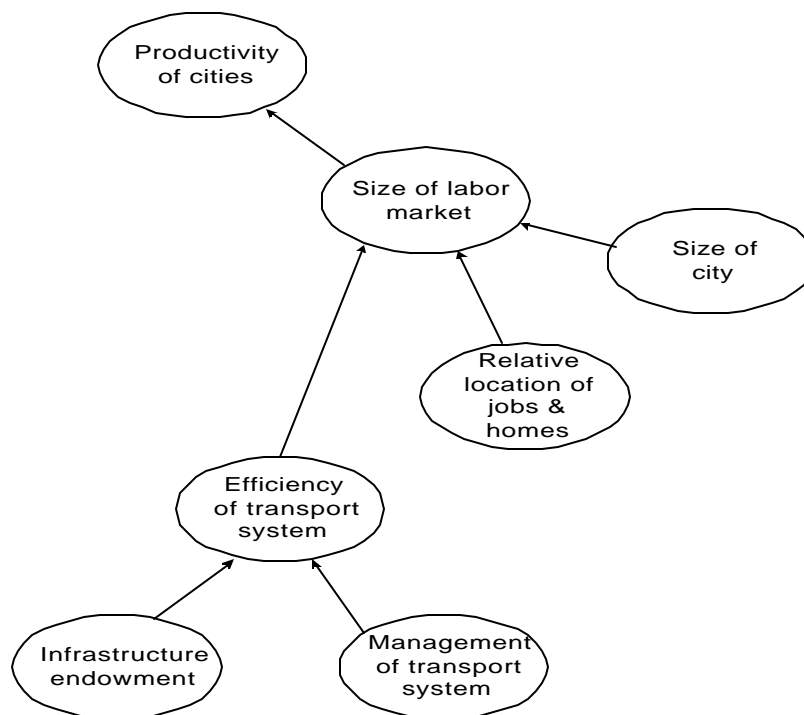 Productivity
of cities
Size of labor
market
Size of
city
Relative
location of
jobs &
homes
Efficiency
of transport
system
Infrastructure
endowment
Management
of transport
system